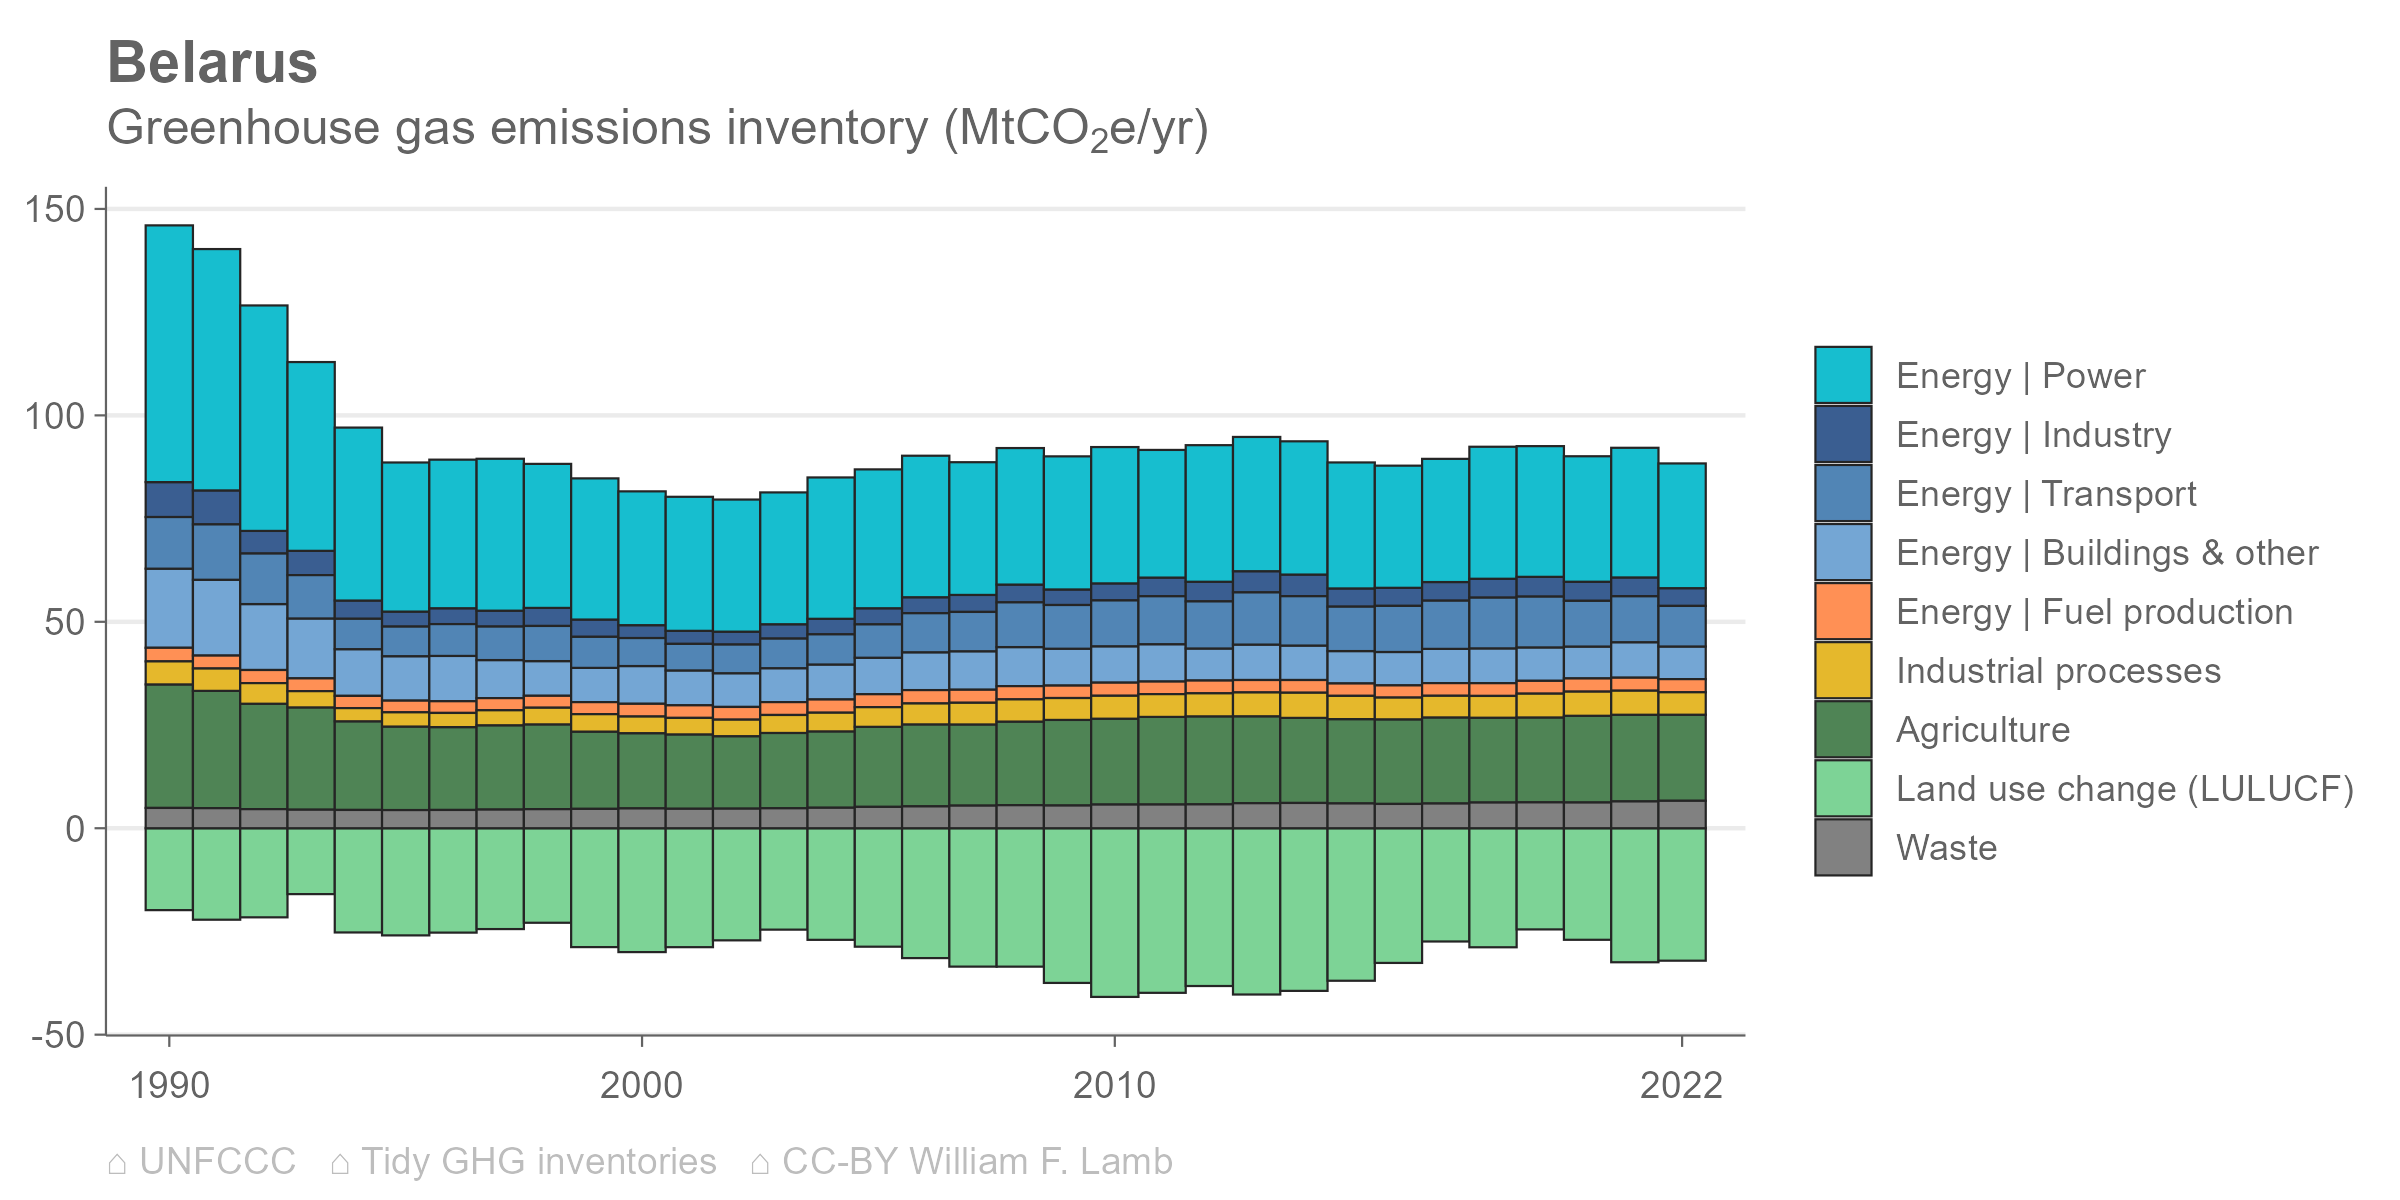 Belarus
Greenhouse gas emissions inventory (MtCO₂e/yr)
150
100
50
0
-50
1990
2000
2010
2022
Energy | Power
Energy | Industry
Energy | Transport
Energy | Buildings & other
Energy | Fuel production
Industrial processes
Agriculture
Land use change (LULUCF)
Waste
⌂ UNFCCC ⌂ Tidy GHG inventories ⌂ CC-BY William F. Lamb